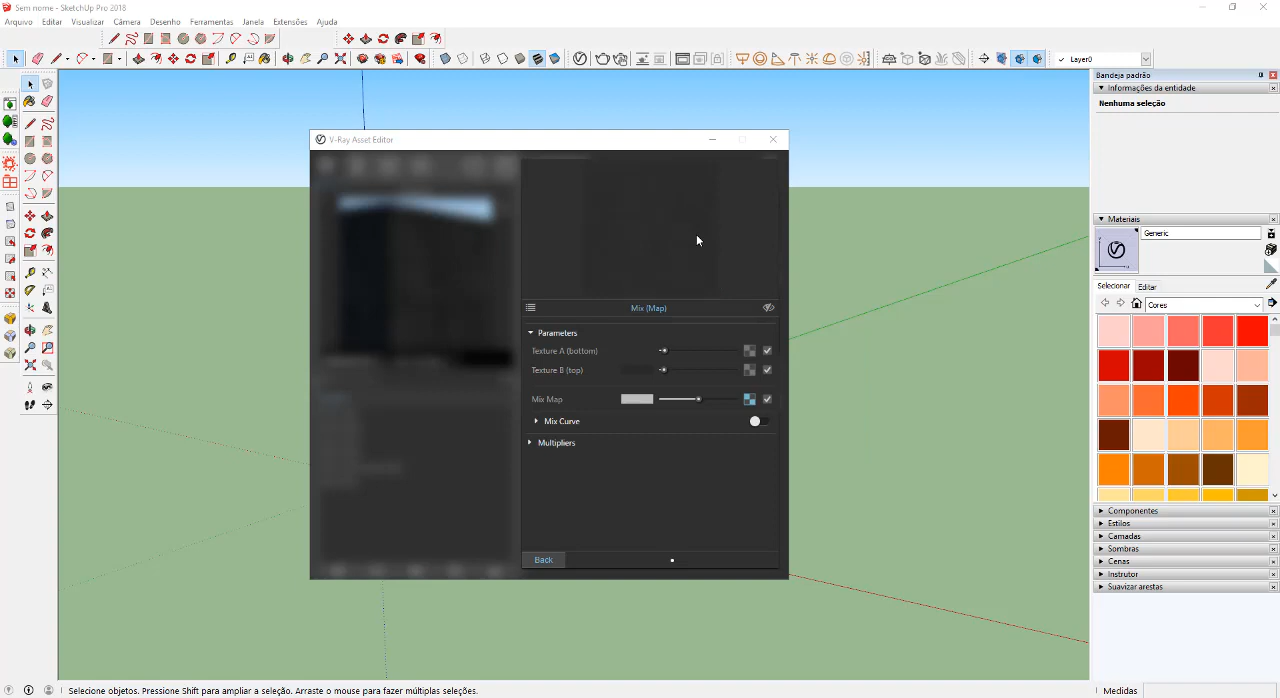 Sem nome - SketchUp Pro 2018
Arquivo Editar Visualizar Câmera Desenho Ferramentas Janela Extensões Ajuda
Layer0
Bandeja padrão
Informações da entidade
Nenhuma seleção
V-Ray Asset Editor
Materiais
Generic
Selecionar Editar
Cores
Mix (Map)
Parameters
Texture A (bottom)
Texture B (top)
Mix Map
Mix Curve
Multipliers
Back
Componentes
Estilos
Camadas
Sombras
Cenas
Instrutor
Suavizar arestas
Selecione objetos. Pressione Shift para ampliar a seleção. Arraste o mouse para fazer múltiplas seleções.
Medidas